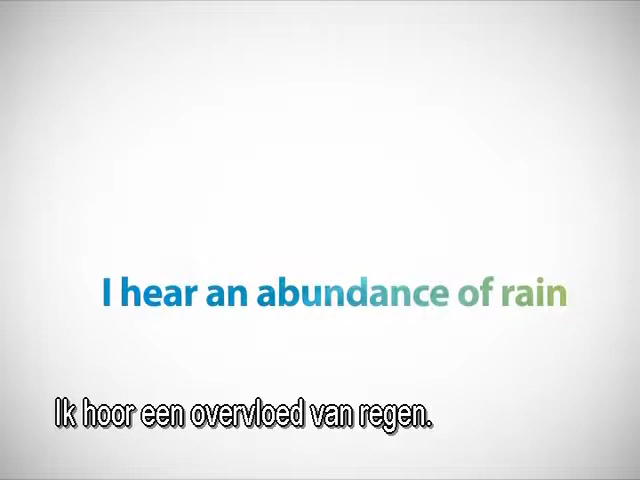 I hear an abundance of rain
Ik hoor een overvloed van regen.